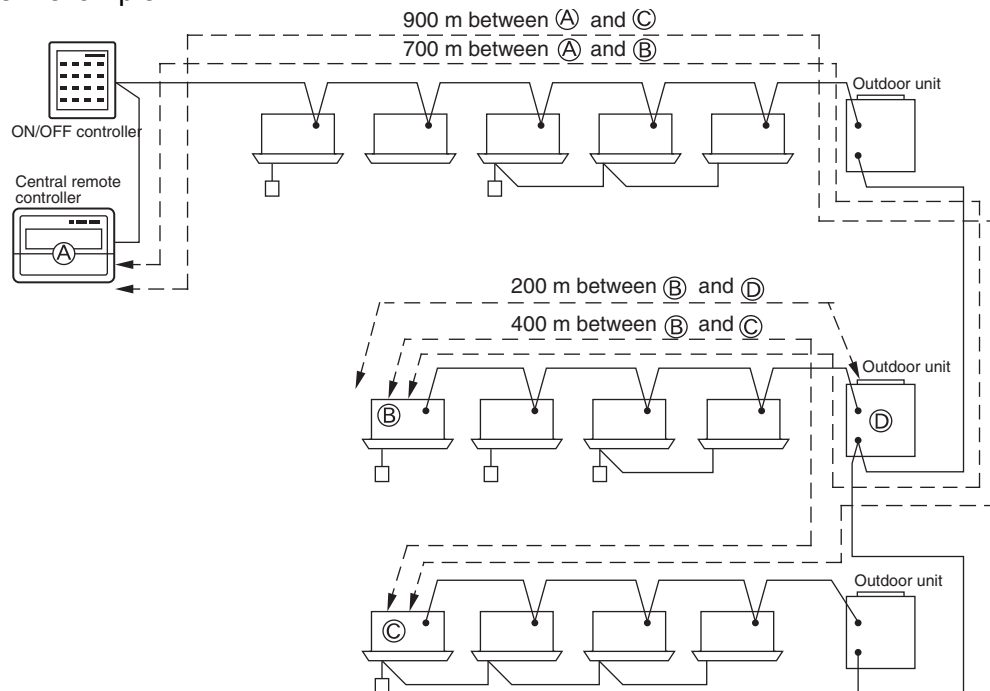 900 m between Ⓐ and Ⓒ
700 m between Ⓐ and Ⓑ
Outdoor unit
ON/OFF controller
Central remote
controller
Ⓐ
200 m between Ⓑ and Ⓓ
400 m between Ⓑ and Ⓒ
Outdoor unit
Ⓑ
Ⓓ
Outdoor unit
Ⓒ